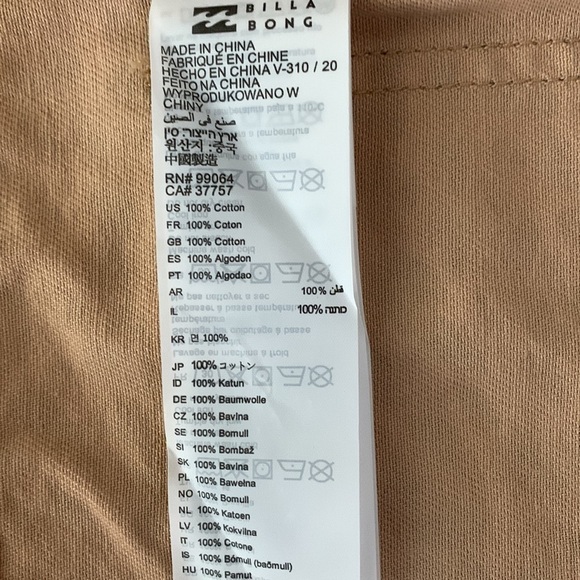 BILLA
BONG
MADE IN CHINA
FABRIQUÉ EN CHINE
HECHO EN CHINA V-310 / 20
FEITO NA CHINA
WYPRODUKOWANO W
CHINY
صنع في الصين
ארץ הייצור: סין
원산지 : 중국
中國製造
RN# 99064
CA# 37757
US 100% Cotton
FR 100% Coton
GB 100% Cotton
ES 100% Algodon
PT 100% Algodao
AR 100% قطن
IL 100% כותנה
KR 면 100%
JP 100% コットン
ID 100% Katun
DE 100% Baumwolle
CZ 100% Bavlna
SE 100% Bomull
SI 100% Bombaž
SK 100% Bavlna
PL 100% Bawełna
NO 100% Bomull
NL 100% Katoen
LV 100% Kokvilna
IT 100% Cotone
IS 100% Bómull (baðmull)
HU 100% Pamut